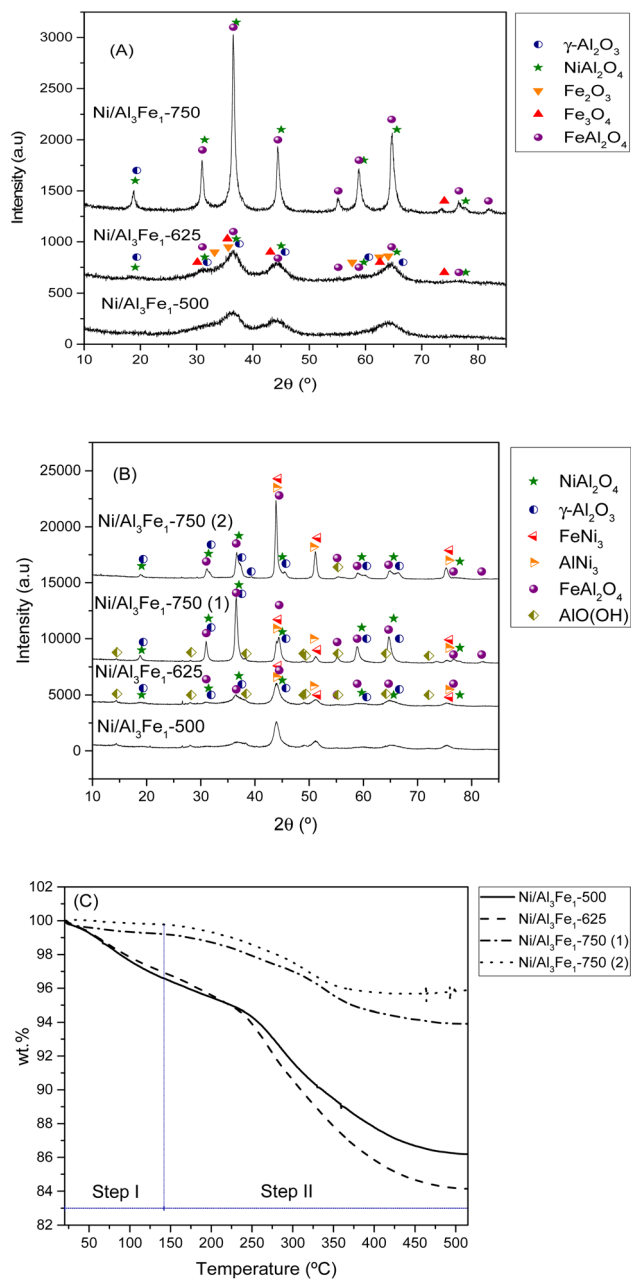 (A)
Intensity (a.u)
3000
2500
2000
1500
1000
500
0
Ni/Al₃Fe₁-750
Ni/Al₃Fe₁-625
Ni/Al₃Fe₁-500
10 20 30 40 50 60 70 80
2θ (º)
γ-Al₂O₃
NiAl₂O₄
Fe₂O₃
Fe₃O₄
FeAl₂O₄
(B)
Intensity (a.u)
25000
20000
15000
10000
5000
0
Ni/Al₃Fe₁-750 (2)
Ni/Al₃Fe₁-750 (1)
Ni/Al₃Fe₁-625
Ni/Al₃Fe₁-500
10 20 30 40 50 60 70 80
2θ (º)
NiAl₂O₄
γ-Al₂O₃
FeNi₃
AlNi₃
FeAl₂O₄
AlO(OH)
(C)
wt.%
102
100
98
96
94
92
90
88
86
84
82
Step I
Step II
50 100 150 200 250 300 350 400 450 500
Temperature (ºC)
Ni/Al₃Fe₁-500
Ni/Al₃Fe₁-625
Ni/Al₃Fe₁-750 (1)
Ni/Al₃Fe₁-750 (2)